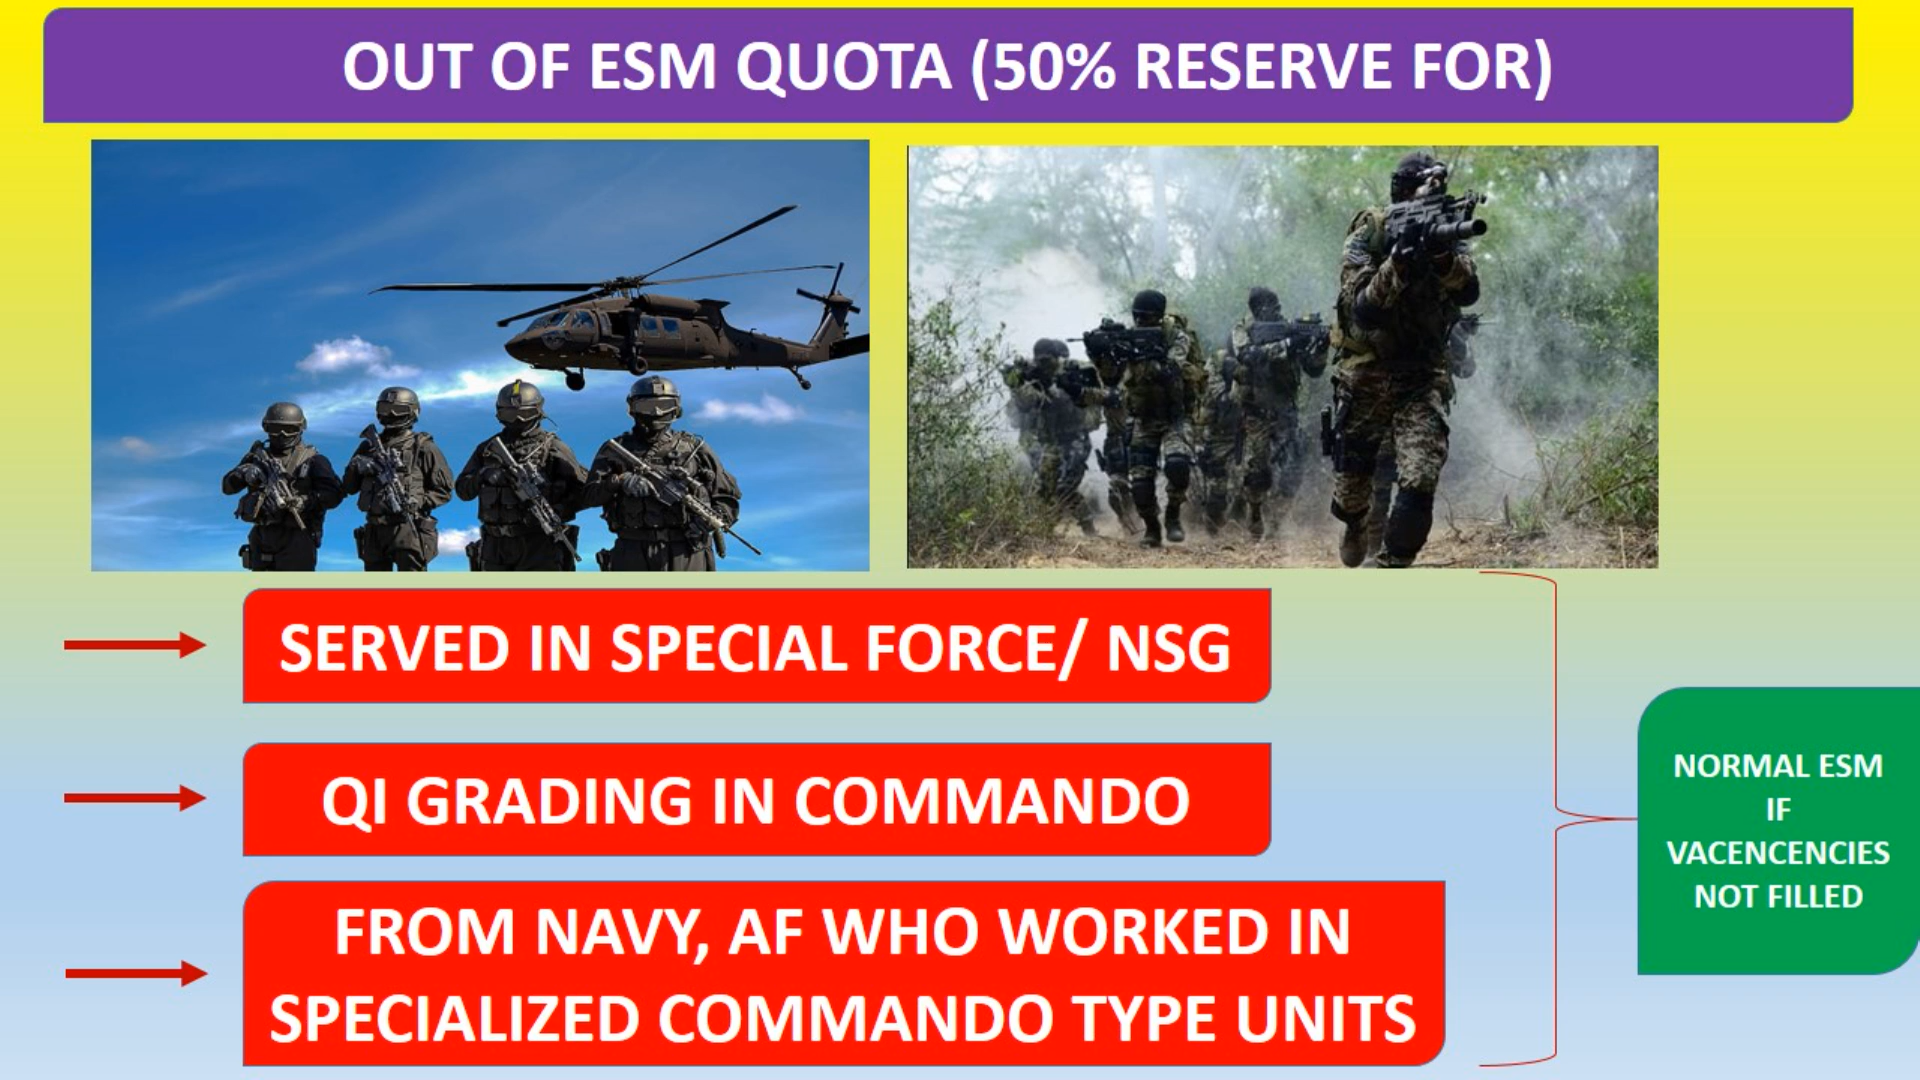 OUT OF ESM QUOTA (50% RESERVE FOR)
SERVED IN SPECIAL FORCE/ NSG
QI GRADING IN COMMANDO
FROM NAVY, AF WHO WORKED IN
SPECIALIZED COMMANDO TYPE UNITS
NORMAL ESM
IF
VACENCENCIES
NOT FILLED